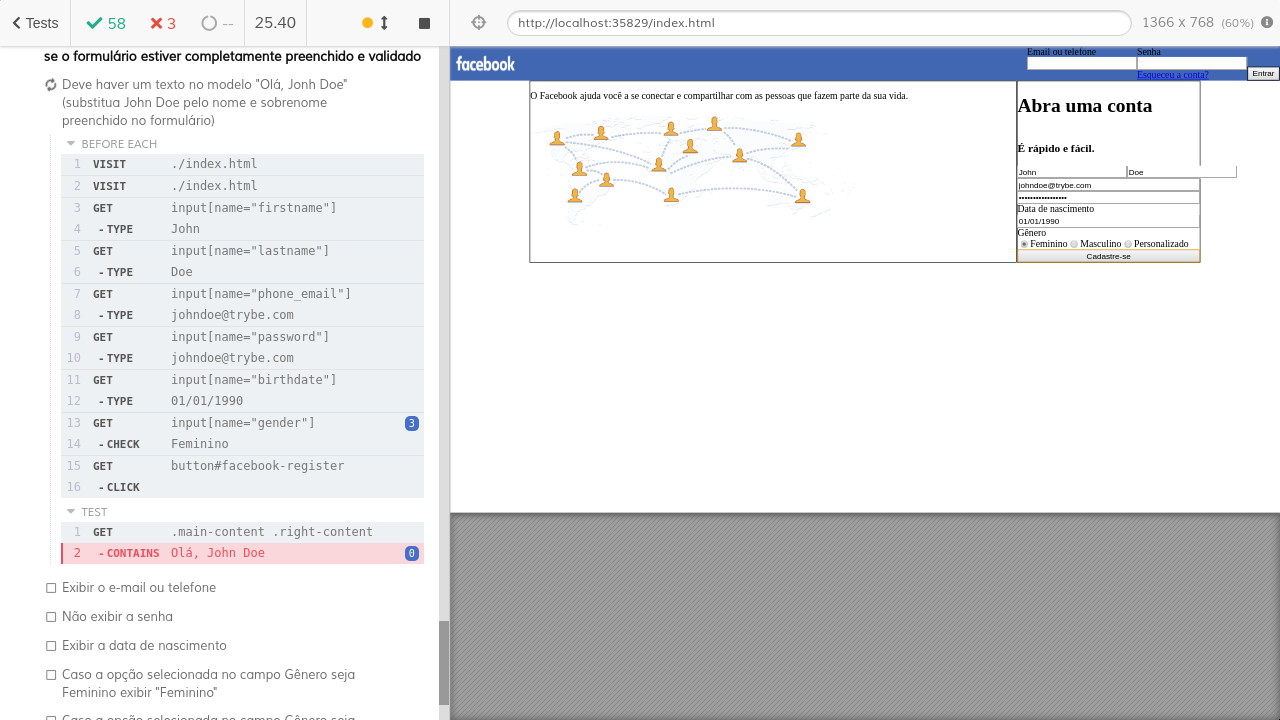 Tests
58
3
--
25.40
http://localhost:35829/index.html
1366 x 768 (60%)
se o formulário estiver completamente preenchido e validado
Deve haver um texto no modelo "Olá, Jonh Doe"
(substitua John Doe pelo nome e sobrenome
preenchido no formulário)
BEFORE EACH
1 VISIT ./index.html
2 VISIT ./index.html
3 GET input[name="firstname"]
4 - TYPE John
5 GET input[name="lastname"]
6 - TYPE Doe
7 GET input[name="phone_email"]
8 - TYPE johndoe@trybe.com
9 GET input[name="password"]
10 - TYPE johndoe@trybe.com
11 GET input[name="birthdate"]
12 - TYPE 01/01/1990
13 GET input[name="gender"] 3
14 - CHECK Feminino
15 GET button#facebook-register
16 - CLICK
TEST
1 GET .main-content .right-content
2 - CONTAINS Olá, John Doe 0
Exibir o e-mail ou telefone
Não exibir a senha
Exibir a data de nascimento
Caso a opção selecionada no campo Gênero seja
Feminino exibir "Feminino"
Caso a opção selecionada no campo Gênero seja
facebook
Email ou telefone
Senha
Esqueceu a conta?
Entrar
O Facebook ajuda você a se conectar e compartilhar com as pessoas que fazem parte da sua vida.
Abra uma conta
É rápido e fácil.
John
Doe
johndoe@trybe.com
•••••••••••••••••
Data de nascimento
01/01/1990
Gênero
Feminino Masculino Personalizado
Cadastre-se